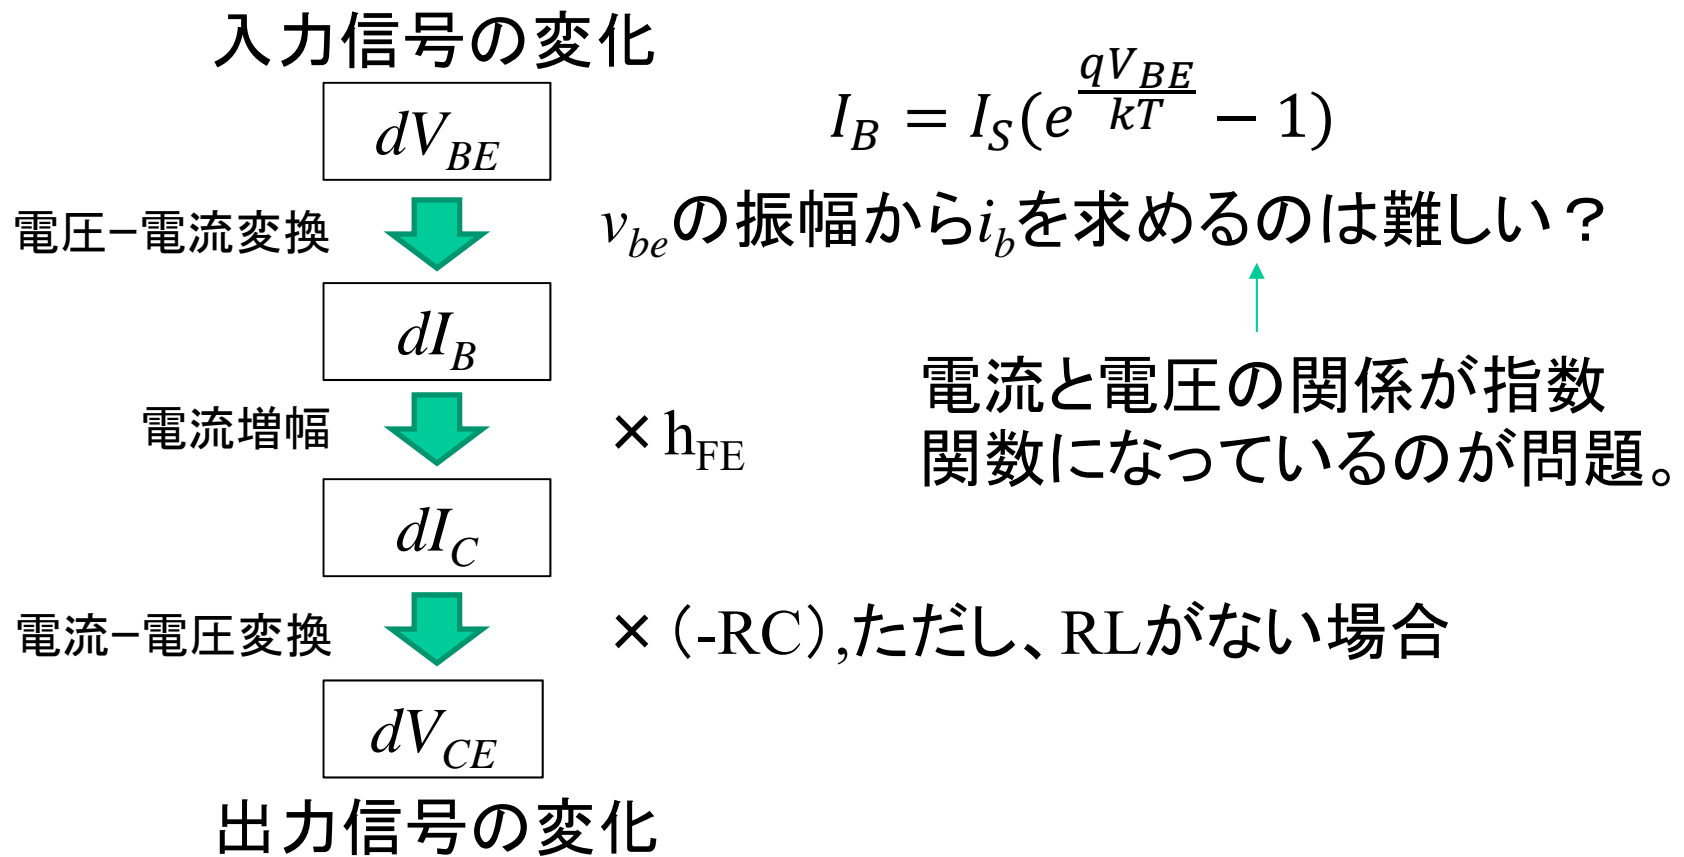 入力信号の変化
dV_BE
I_B = I_S(e^{\frac{qV_{BE}}{kT}} − 1)
電圧−電流変換
v_beの振幅からi_bを求めるのは難しい？
dI_B
電流と電圧の関係が指数
関数になっているのが問題。
電流増幅
×h_FE
dI_C
電流−電圧変換
×（-RC）,ただし、RLがない場合
dV_CE
出力信号の変化